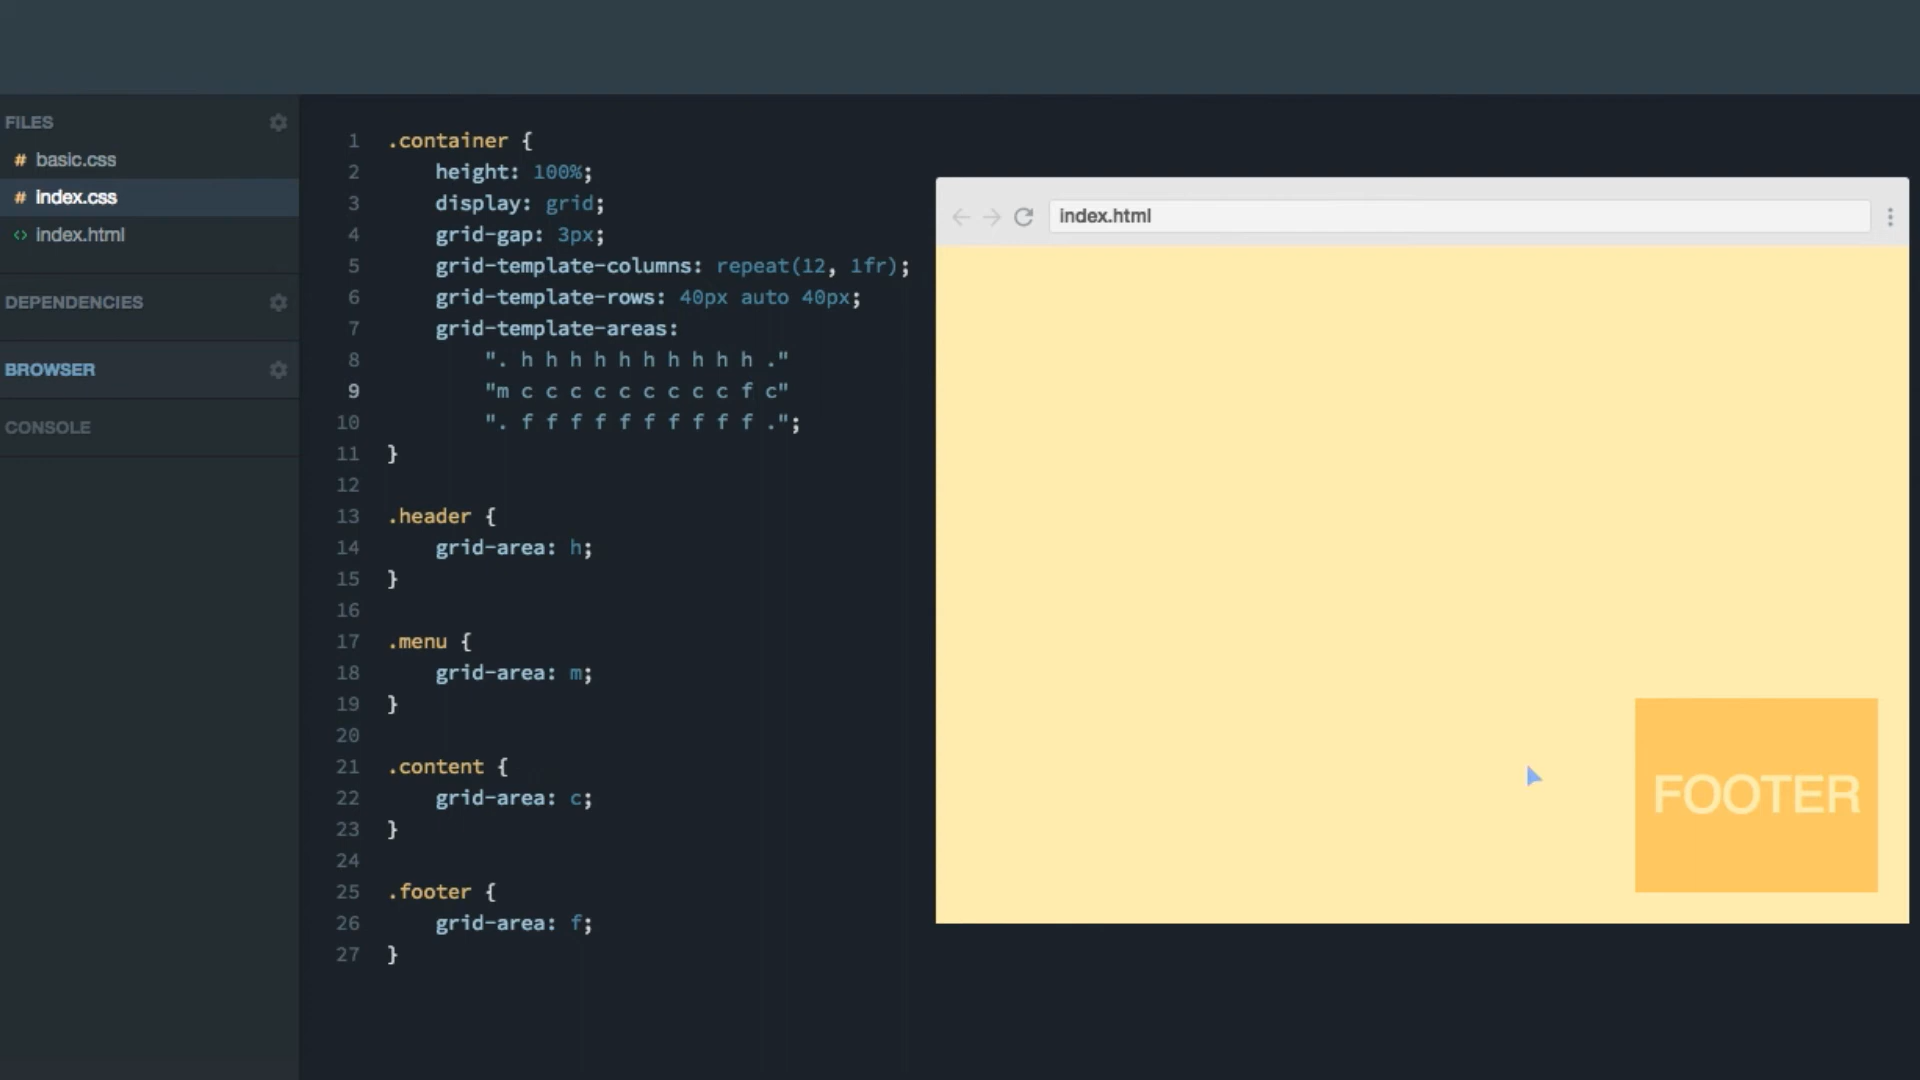 FILES
# basic.css
# index.css
<> index.html
DEPENDENCIES
BROWSER
CONSOLE
1 .container {
2 height: 100%;
3 display: grid;
4 grid-gap: 3px;
5 grid-template-columns: repeat(12, 1fr);
6 grid-template-rows: 40px auto 40px;
7 grid-template-areas:
8 ". h h h h h h h h h h ."
9 "m c c c c c c c c c f c"
10 ". f f f f f f f f f f .";
11 }
12
13 .header {
14 grid-area: h;
15 }
16
17 .menu {
18 grid-area: m;
19 }
20
21 .content {
22 grid-area: c;
23 }
24
25 .footer {
26 grid-area: f;
27 }
index.html
FOOTER